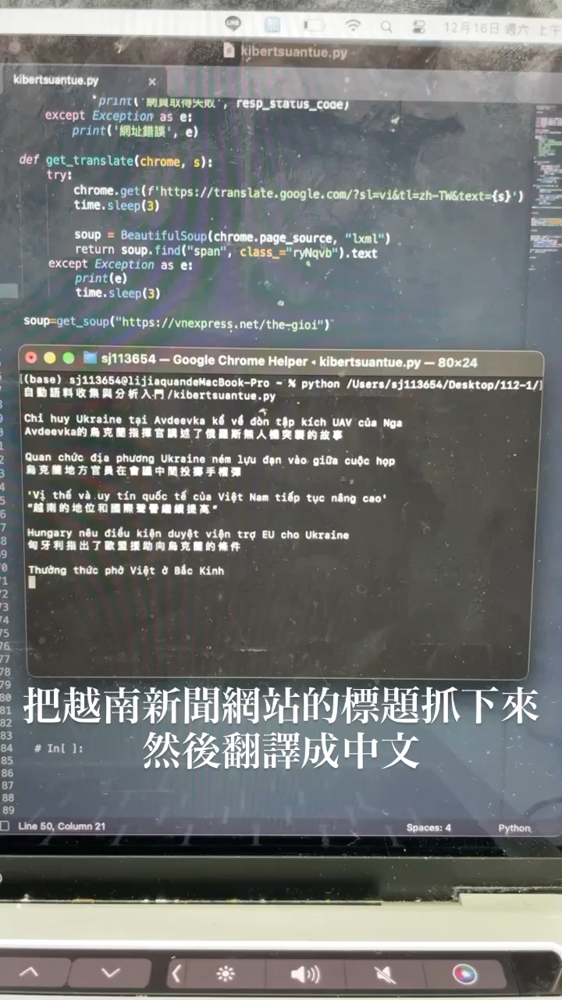 LINE
12月16日 週六 上午
kibertsuantue.py
kibertsuantue.py ×
print('網頁取得失敗', resp_status_code)
except Exception as e:
print('網址錯誤', e)
def get_translate(chrome, s):
try:
chrome.get(f'https://translate.google.com/?sl=vi&tl=zh-TW&text={s}')
time.sleep(3)
soup = BeautifulSoup(chrome.page_source, "lxml")
return soup.find("span", class_="ryNqvb").text
except Exception as e:
print(e)
time.sleep(3)
soup=get_soup("https://vnexpress.net/the-gioi")
sj113654 — Google Chrome Helper ◂ kibertsuantue.py — 80×24
[(base) sj113654@lijiaquandeMacBook-Pro ~ % python /Users/sj113654/Desktop/112-1/]
自動語料收集與分析入門/kibertsuantue.py
Chỉ huy Ukraine tại Avdeevka kể về đòn tập kích UAV của Nga
Avdeevka的烏克蘭指揮官講述了俄羅斯無人機突襲的故事
Quan chức địa phương Ukraine ném lựu đạn vào giữa cuộc họp
烏克蘭地方官員在會議中間投擲手榴彈
'Vị thế và uy tín quốc tế của Việt Nam tiếp tục nâng cao'
“越南的地位和國際聲譽繼續提高”
Hungary nêu điều kiện duyệt viện trợ EU cho Ukraine
匈牙利指出了歐盟援助向烏克蘭的條件
Thưởng thức phở Việt ở Bắc Kinh
76
77
78
79
80
81
82
83
84 # In[ ]:
85
86
87
88
89
把越南新聞網站的標題抓下來
然後翻譯成中文
Line 50, Column 21 Spaces: 4 Python